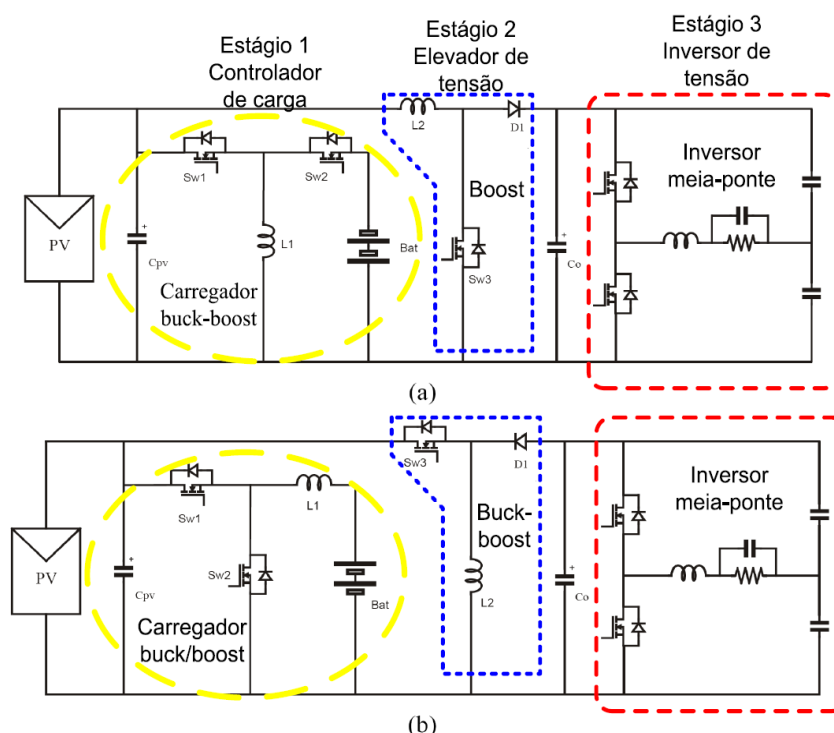 Estágio 1
Controlador
de carga
Estágio 2
Elevador de
tensão
Estágio 3
Inversor de
tensão
L2
D1
Sw1
Sw2
Inversor
meia-ponte
Boost
PV
+
Cpv
L1
Bat
Sw3
+
Co
Carregador
buck-boost
(a)
Sw3
D1
Sw1
L1
Inversor
meia-ponte
Buck-
boost
PV
+
Cpv
Sw2
Bat
L2
+
Co
Carregador
buck/boost
(b)